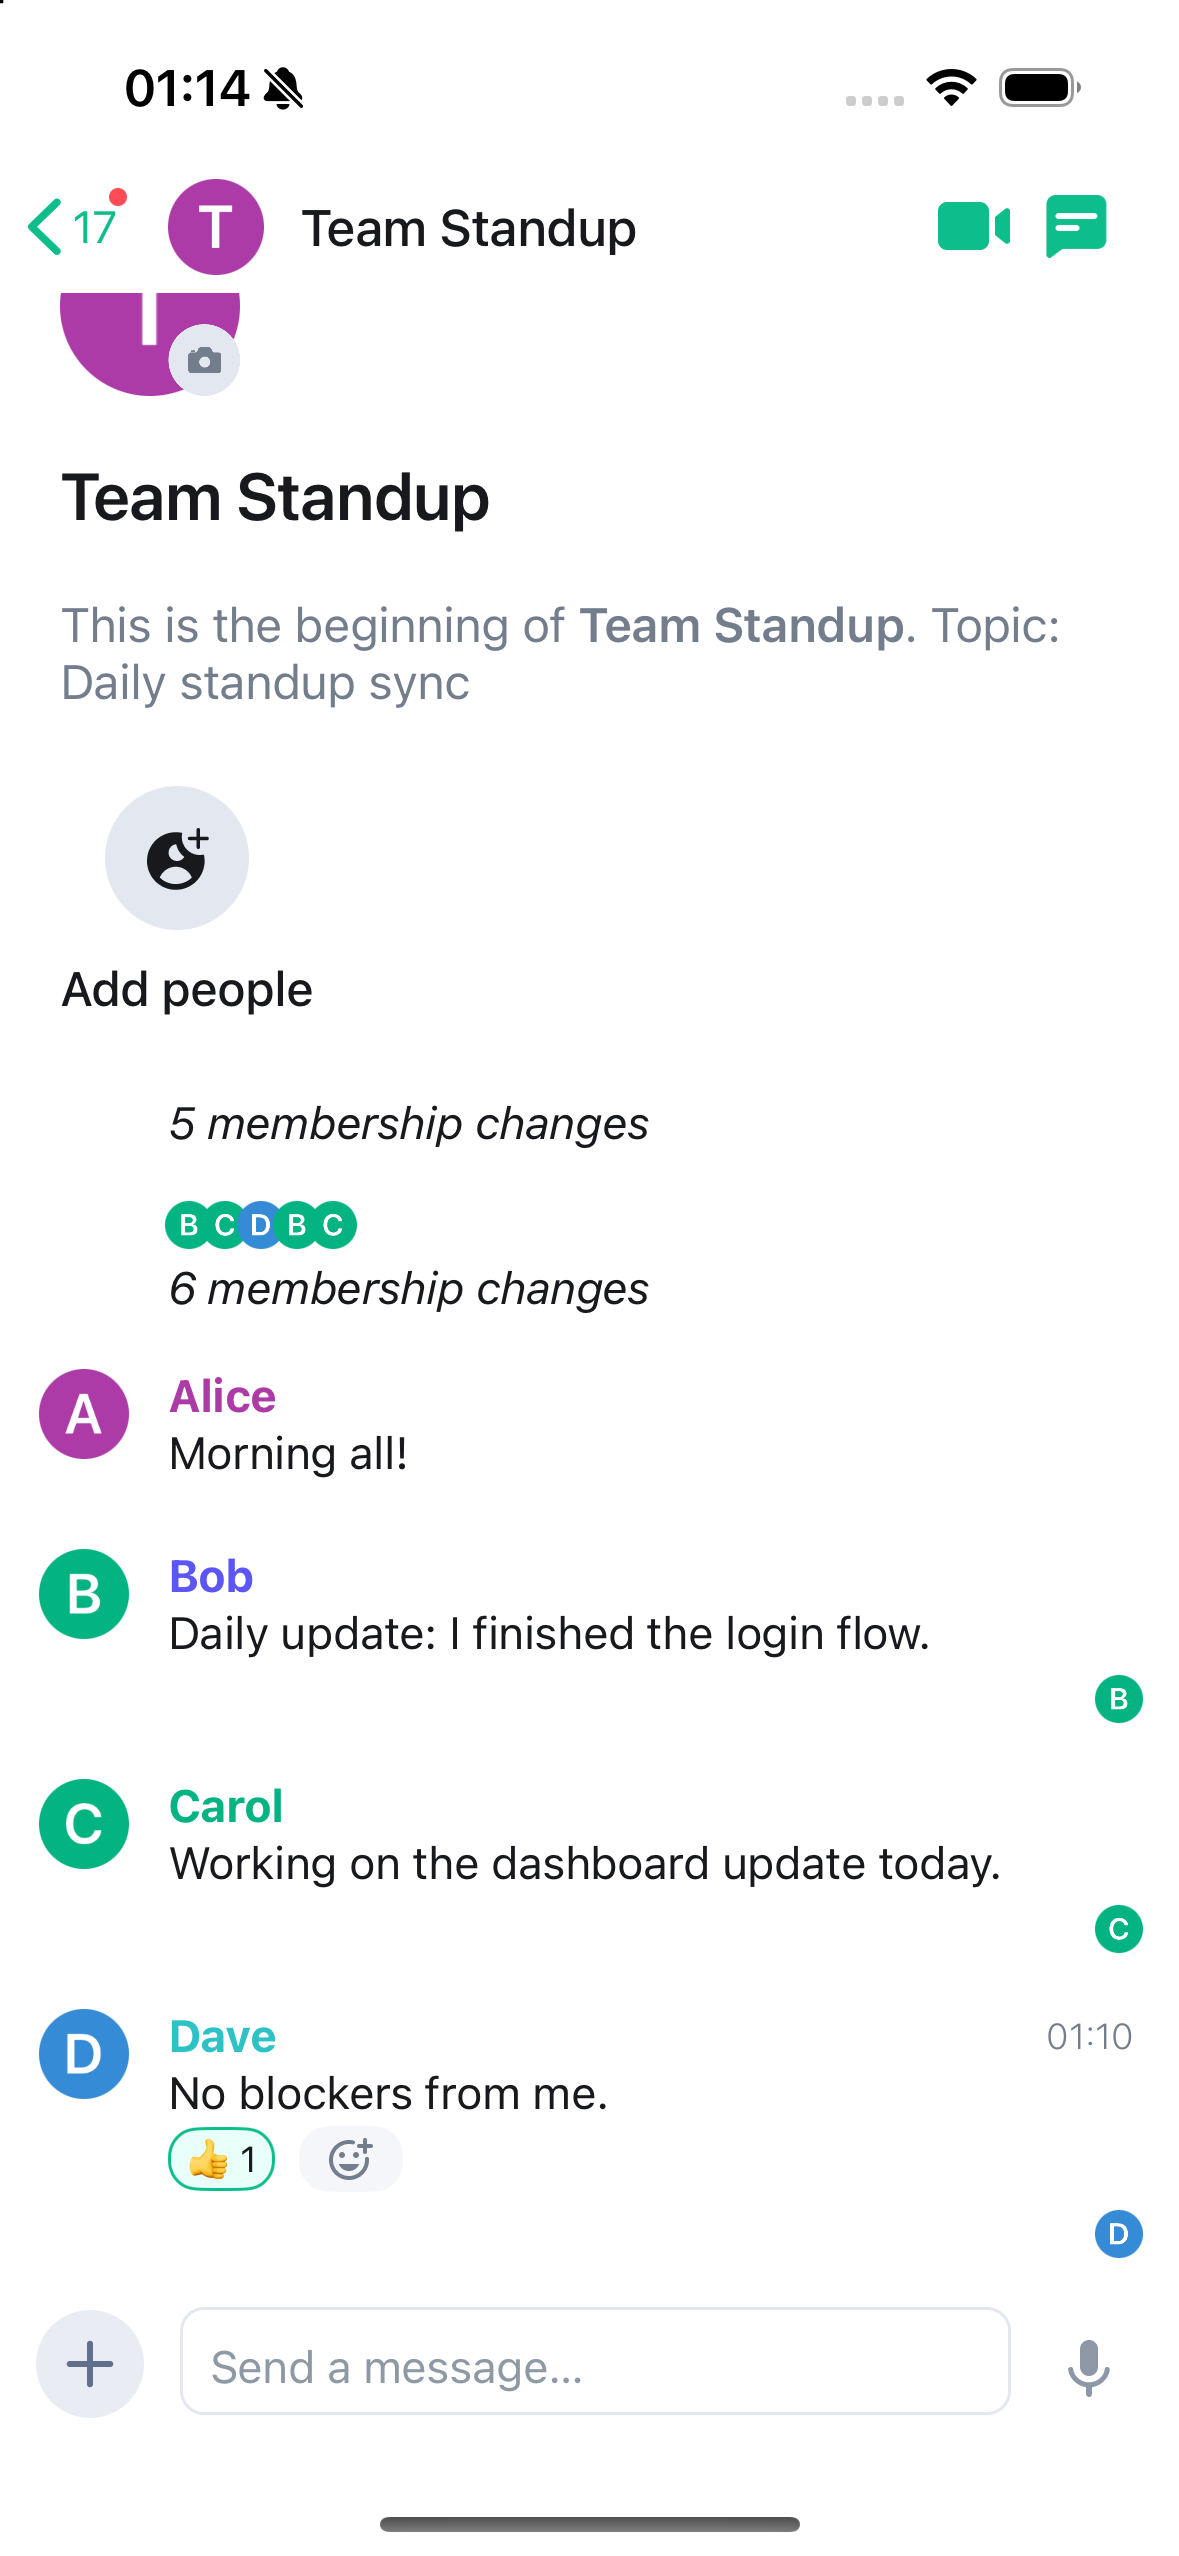 01:14
17
T
Team Standup
T
Team Standup
This is the beginning of Team Standup. Topic:
Daily standup sync
Add people
5 membership changes
B C D B C
6 membership changes
A
Alice
Morning all!
B
Bob
Daily update: I finished the login flow.
B
C
Carol
Working on the dashboard update today.
C
D
Dave
01:10
No blockers from me.
👍 1
D
Send a message...